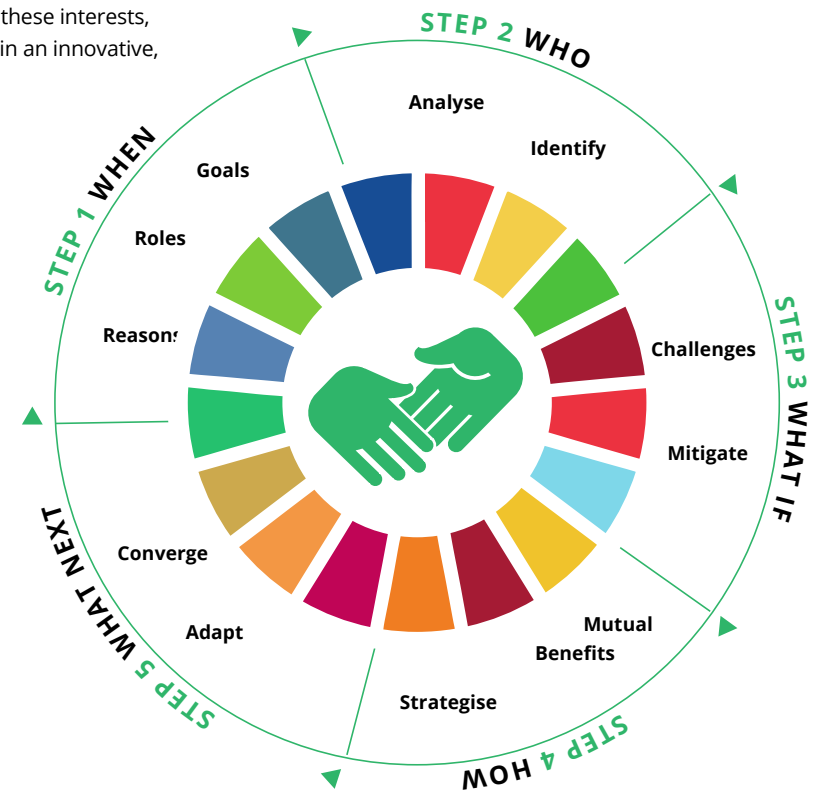 these interests,
in an innovative,
STEP 1 WHEN
Goals
Roles
Reasons
STEP 2 WHO
Analyse
Identify
STEP 3 WHAT IF
Challenges
Mitigate
STEP 4 HOW
Mutual
Benefits
Strategise
STEP 5 WHAT NEXT
Converge
Adapt